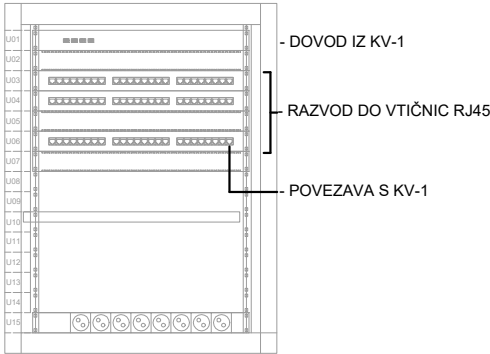 U01
- DOVOD IZ KV-1
U02
U03
U04
- RAZVOD DO VTIČNIC RJ45
U05
U06
U07
U08
- POVEZAVA S KV-1
U09
U10
U11
U12
U13
U14
U15